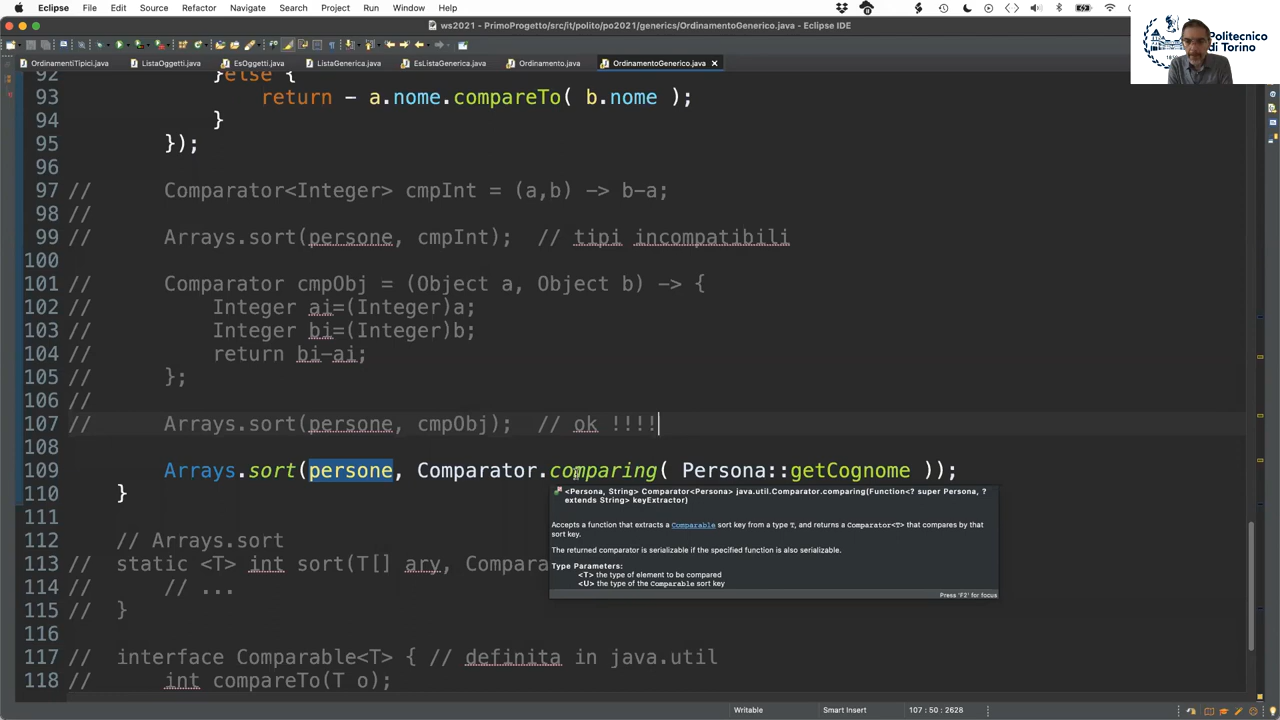 Eclipse File Edit Source Refactor Navigate Search Project Run Window Help
ws2021 - PrimoProgetto/src/it/polito/po2021/generics/OrdinamentoGenerico.java - Eclipse IDE
Politecnico
di Torino
OrdinamentiTipici.java ListaOggetti.java EsOggetti.java ListaGenerica.java EsListaGenerica.java Ordinamento.java OrdinamentoGenerico.java
92 }else {
93 return - a.nome.compareTo( b.nome );
94 }
95 });
96
97 // Comparator<Integer> cmpInt = (a,b) -> b-a;
98 //
99 // Arrays.sort(persone, cmpInt); // tipi incompatibili
100
101 // Comparator cmpObj = (Object a, Object b) -> {
102 // Integer ai=(Integer)a;
103 // Integer bi=(Integer)b;
104 // return bi-ai;
105 // };
106 //
107 // Arrays.sort(persone, cmpObj); // ok !!!!
108
109 Arrays.sort(persone, Comparator.comparing( Persona::getCognome ));
110 }
111
112 // Arrays.sort
113 // static <T> int sort(T[] ary, Compara
114 // // ...
115 // }
116
117 // interface Comparable<T> { // definita in java.util
118 // int compareTo(T o);
<Persona, String> Comparator<Persona> java.util.Comparator.comparing(Function<? super Persona, ?
extends String> keyExtractor)
Accepts a function that extracts a Comparable sort key from a type T, and returns a Comparator<T> that compares by that
sort key.
The returned comparator is serializable if the specified function is also serializable.
Type Parameters:
<T> the type of element to be compared
<U> the type of the Comparable sort key
Press 'F2' for focus
Writable Smart Insert 107 : 50 : 2628